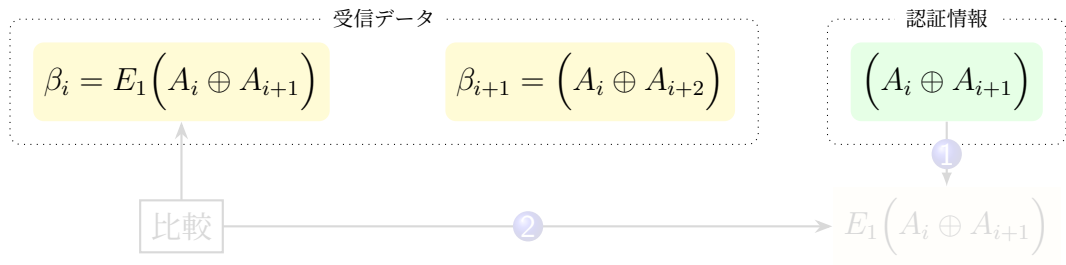 受信データ 認証情報
β_i = E_1(A_i ⊕ A_{i+1}) β_{i+1} = (A_i ⊕ A_{i+2}) (A_i ⊕ A_{i+1})
1
比較 2 E_1(A_i ⊕ A_{i+1})